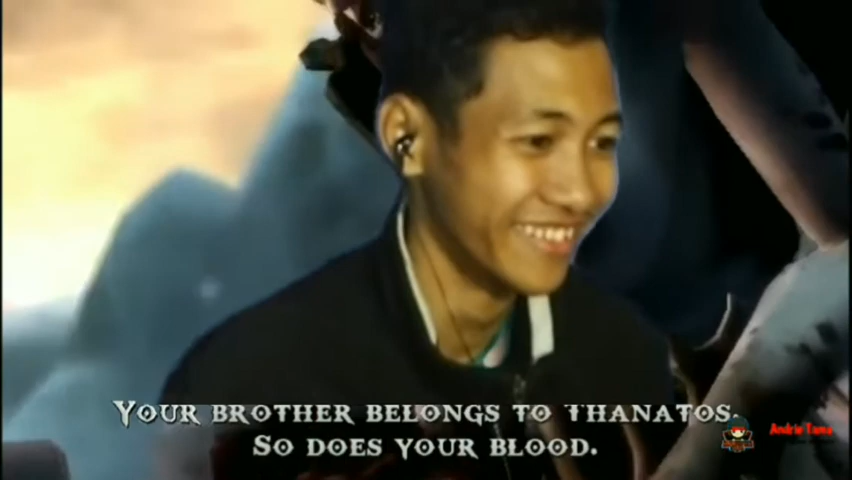 Your brother belongs to Thanatos.
So does your blood.
Andrie Tama